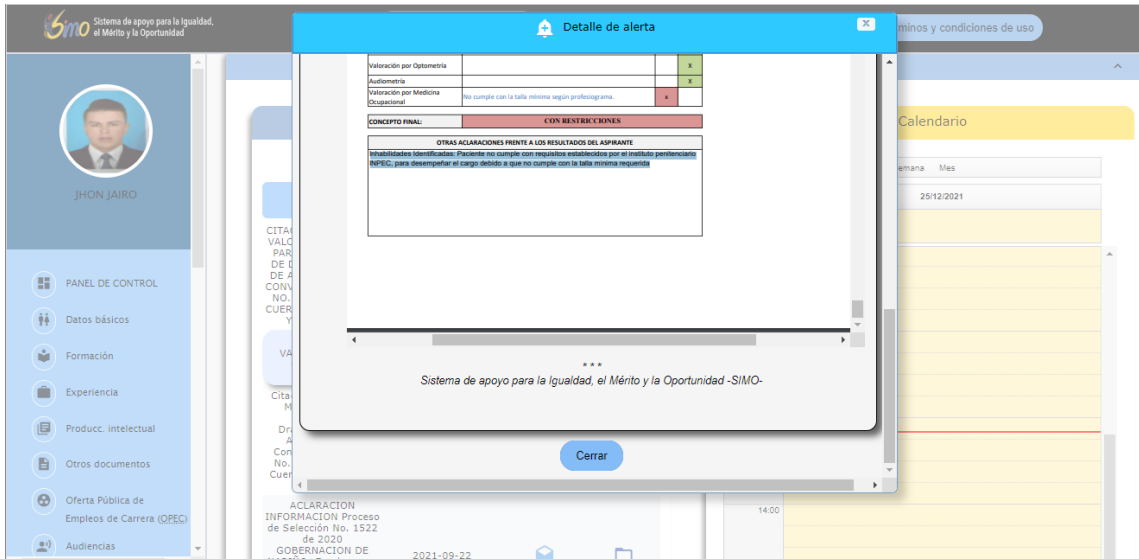 Simo
Sistema de apoyo para la Igualdad,
el Mérito y la Oportunidad
JHON JAIRO
PANEL DE CONTROL
Datos básicos
Formación
Experiencia
Producc. intelectual
Otros documentos
Oferta Pública de
Empleos de Carrera (OPEC)
Audiencias
Detalle de alerta
x
Valoración por Optometría
X
Audiometría
X
Valoración por Medicina
Ocupacional
No cumple con la talla mínima según profesiograma.
x
CONCEPTO FINAL:
CON RESTRICCIONES
OTRAS ACLARACIONES FRENTE A LOS RESULTADOS DEL ASPIRANTE
Inhabilidades Identificadas: Paciente no cumple con requisitos establecidos por el instituto penitenciario
INPEC, para desempeñar el cargo debido a que no cumple con la talla minima requerida
* * *
Sistema de apoyo para la Igualdad, el Mérito y la Oportunidad -SIMO-
Cerrar
ACLARACION
INFORMACION Proceso
de Selección No. 1522
de 2020
GOBERNACION DE
2021-09-22
minos y condiciones de uso
Calendario
emana Mes
25/12/2021
14:00